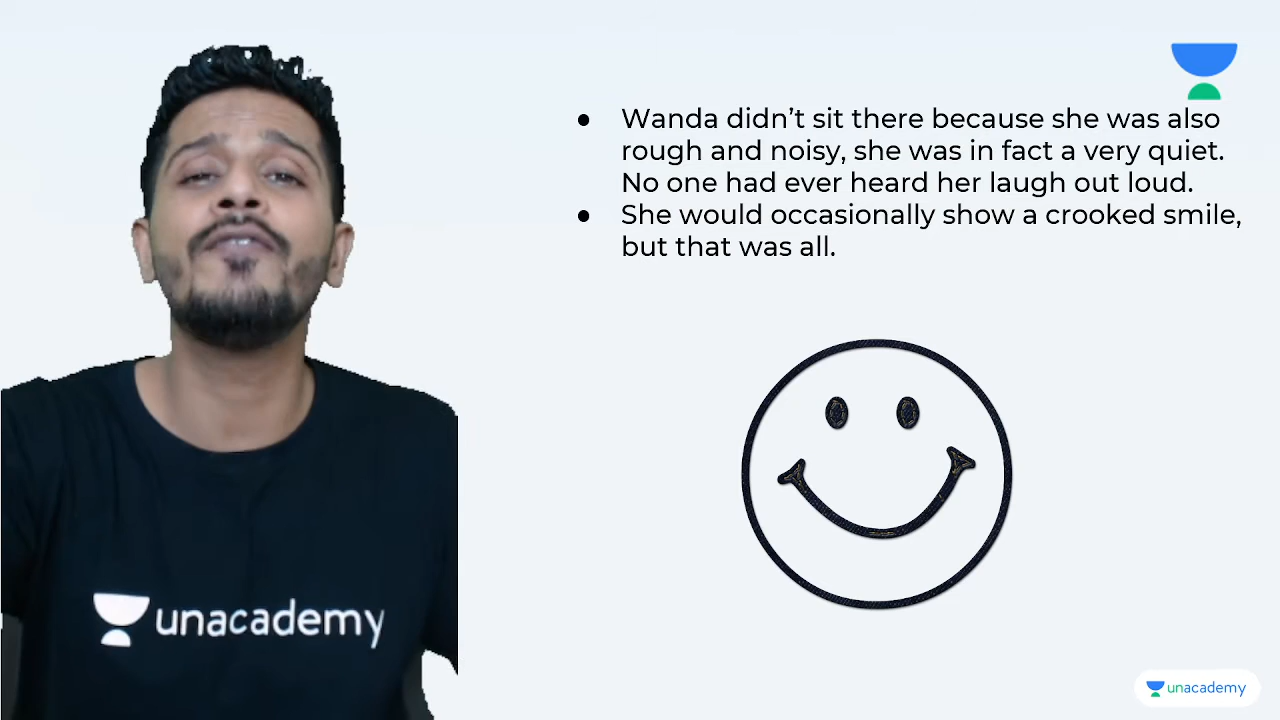 ● Wanda didn’t sit there because she was also
rough and noisy, she was in fact a very quiet.
No one had ever heard her laugh out loud.
● She would occasionally show a crooked smile,
but that was all.
unacademy
unacademy